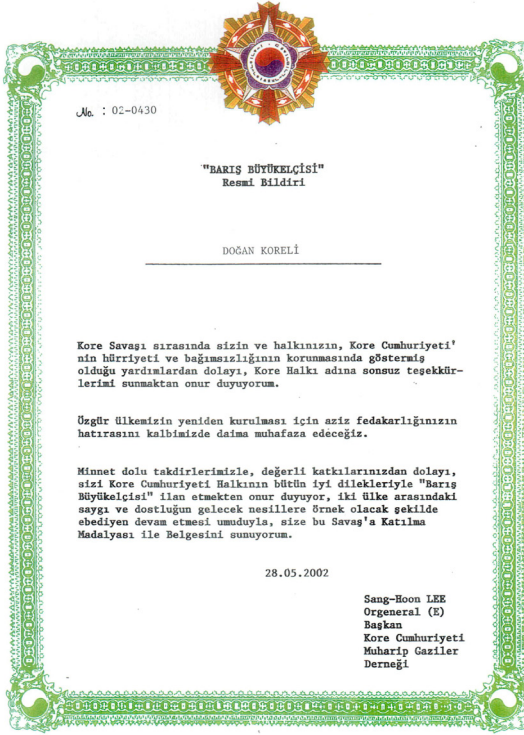 No. : 02-0430
"BARIŞ BÜYÜKELÇİSİ"
Resmi Bildiri
DOĞAN KORELİ
Kore Savaşı sırasında sizin ve halkınızın, Kore Cumhuriyeti'
nin hürriyeti ve bağımsızlığının korunmasında göstermiş
olduğu yardımlardan dolayı, Kore Halkı adına sonsuz teşekkür-
lerimi sunmaktan onur duyuyorum.
Özgür ülkemizin yeniden kurulması için aziz fedakarlığınızın
hatırasını kalbimizde daima muhafaza edeceğiz.
Minnet dolu takdirlerimizle, değerli katkılarınızdan dolayı,
sizi Kore Cumhuriyeti Halkının bütün iyi dilekleriyle "Barış
Büyükelçisi" ilan etmekten onur duyuyor, iki ülke arasındaki
saygı ve dostluğun gelecek nesillere örnek olacak şekilde
ebediyen devam etmesi umuduyla, size bu Savaş'a Katılma
Madalyası ile Belgesini sunuyorum.
28.05.2002
Sang-Hoon LEE
Orgeneral (E)
Başkan
Kore Cumhuriyeti
Muharip Gaziler
Derneği